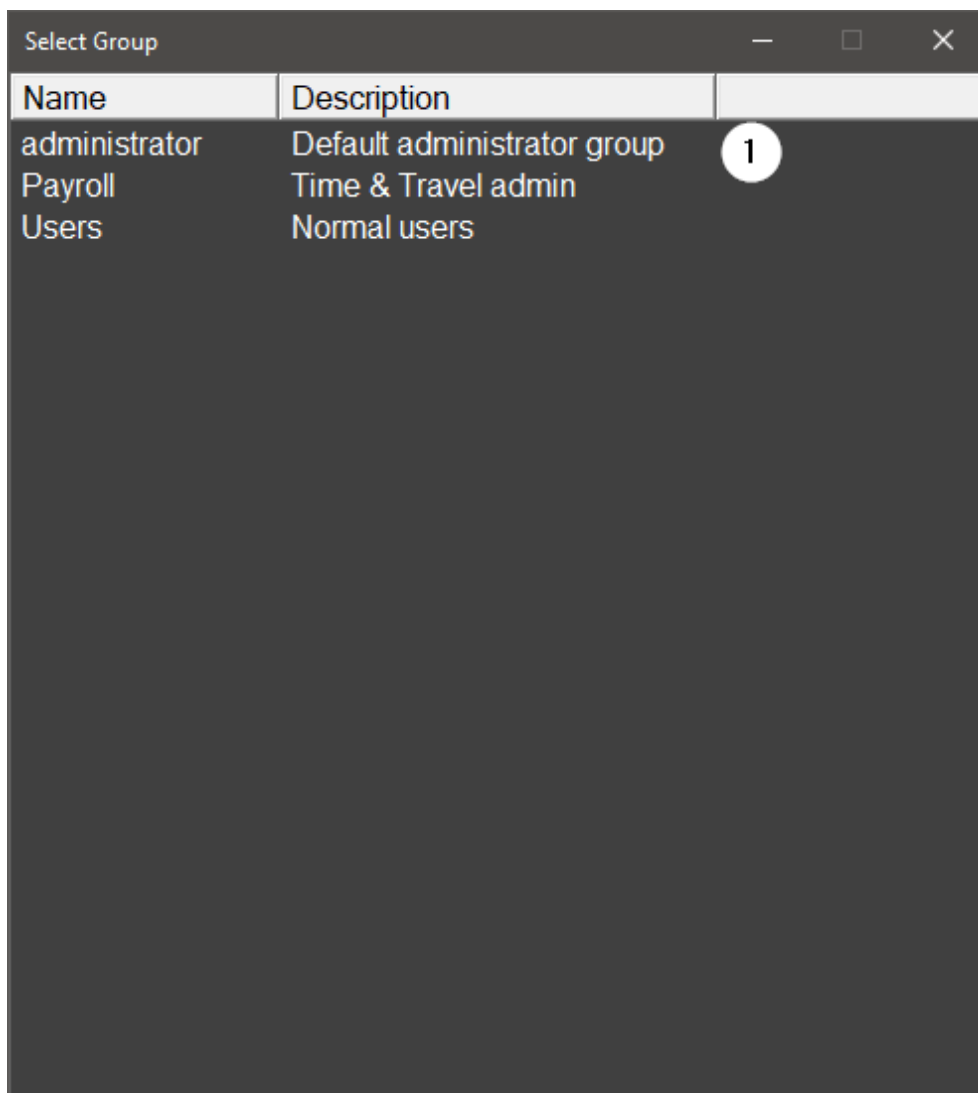 Select Group
Name Description
administrator Default administrator group 1
Payroll Time & Travel admin
Users Normal users